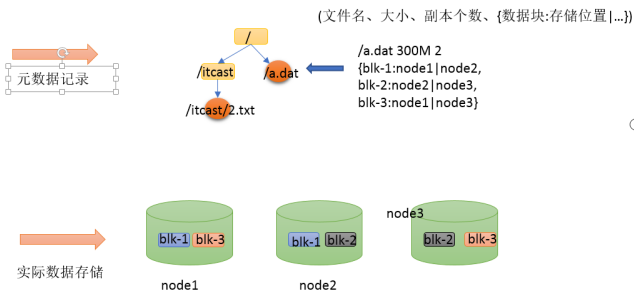 (文件名、大小、副本个数、{数据块:存储位置|...})
/
/a.dat 300M 2
{blk-1:node1|node2,
blk-2:node2|node3,
blk-3:node1|node3}
元数据记录
/itcast
/a.dat
/itcast/2.txt
node3
blk-1 blk-3
blk-1 blk-2
blk-2 blk-3
实际数据存储
node1
node2